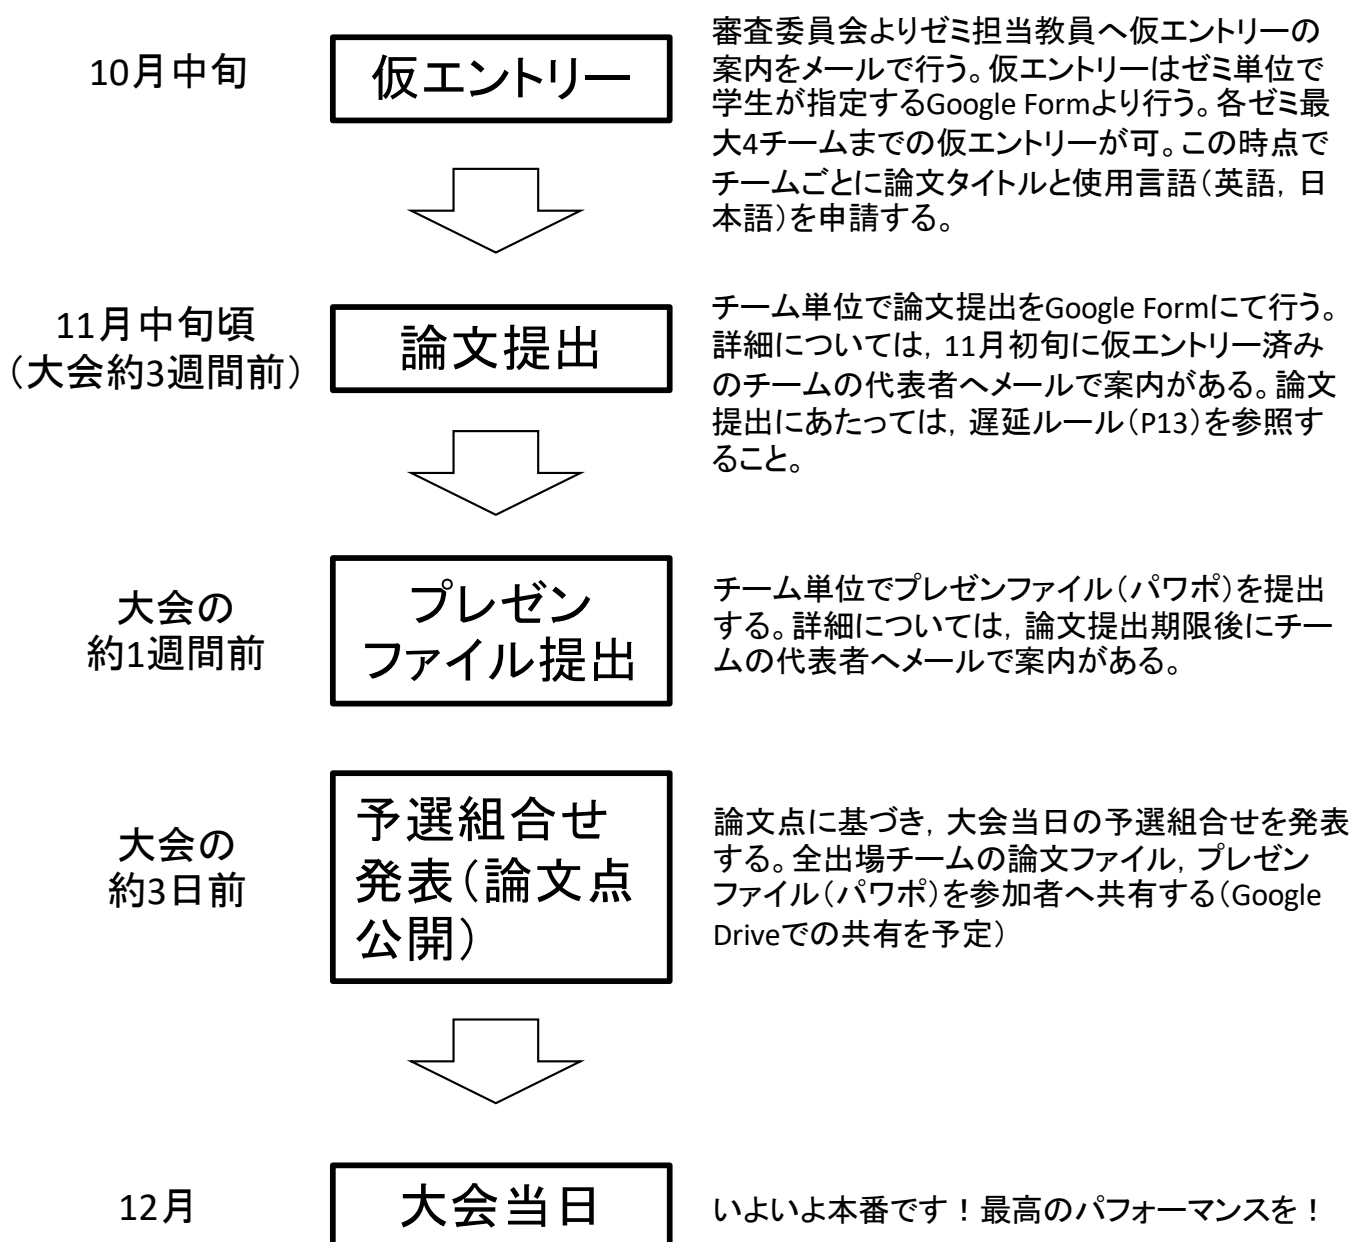 10月中旬
仮エントリー
審査委員会よりゼミ担当教員へ仮エントリーの
案内をメールで行う。仮エントリーはゼミ単位で
学生が指定するGoogle Formより行う。各ゼミ最
大4チームまでの仮エントリーが可。この時点で
チームごとに論文タイトルと使用言語（英語，日
本語）を申請する。
11月中旬頃
（大会約3週間前）
論文提出
チーム単位で論文提出をGoogle Formにて行う。
詳細については，11月初旬に仮エントリー済み
のチームの代表者へメールで案内がある。論文
提出にあたっては，遅延ルール（P13）を参照す
ること。
大会の
約1週間前
プレゼン
ファイル提出
チーム単位でプレゼンファイル（パワポ）を提出
する。詳細については，論文提出期限後にチー
ムの代表者へメールで案内がある。
大会の
約3日前
予選組合せ
発表（論文点
公開）
論文点に基づき，大会当日の予選組合せを発表
する。全出場チームの論文ファイル，プレゼン
ファイル（パワポ）を参加者へ共有する（Google
Driveでの共有を予定）
12月
大会当日
いよいよ本番です！最高のパフォーマンスを！